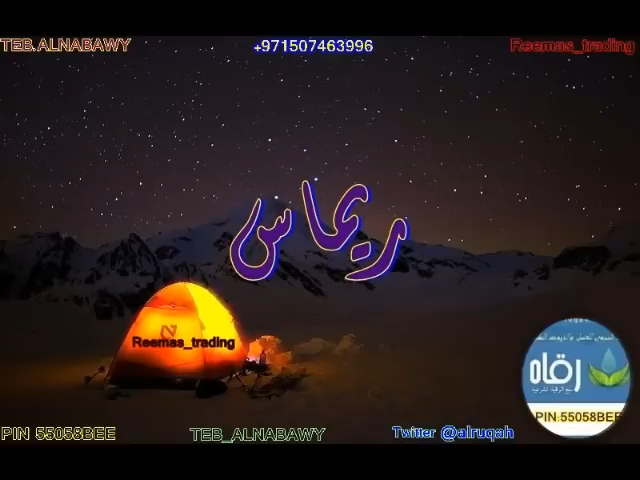 TEB.ALNABAWY
+971507463996
Reemas_trading
ريماس
Reemas_trading
رقاه
PIN:55058BEE
PIN 55058BEE
TEB_ALNABAWY
Twitter @alruqah